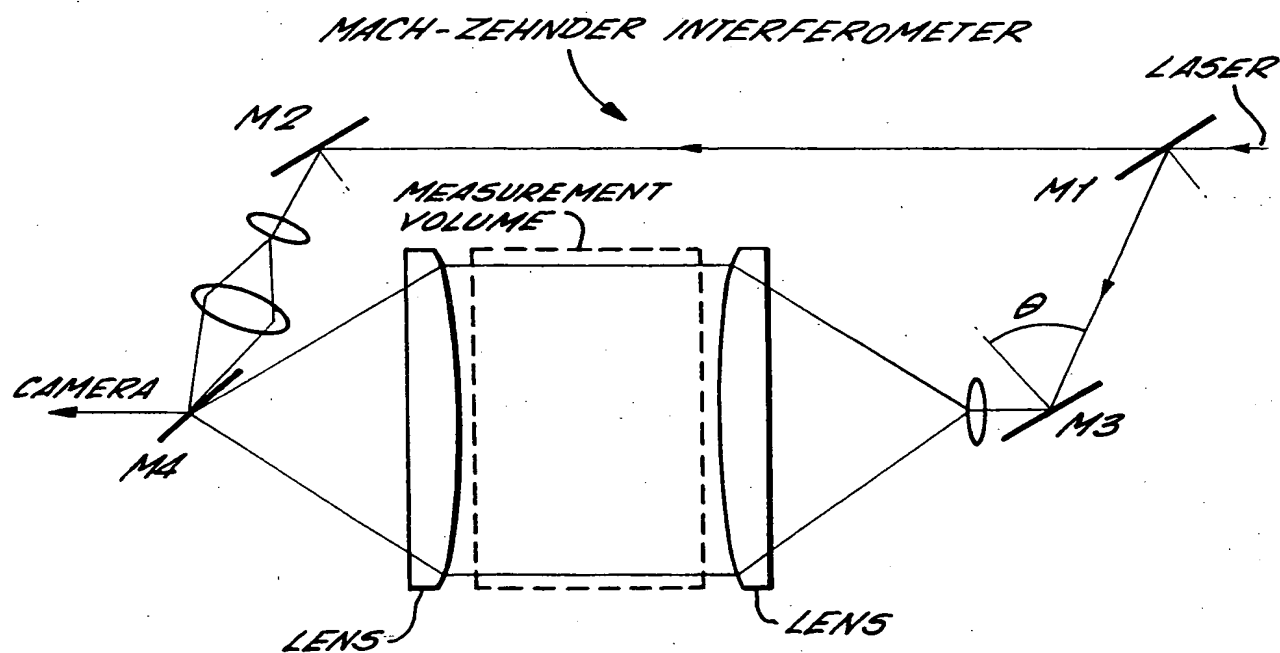 MACH-ZEHNDER INTERFEROMETER
LASER
M2
M1
MEASUREMENT
VOLUME
θ
CAMERA
M3
M4
LENS
LENS